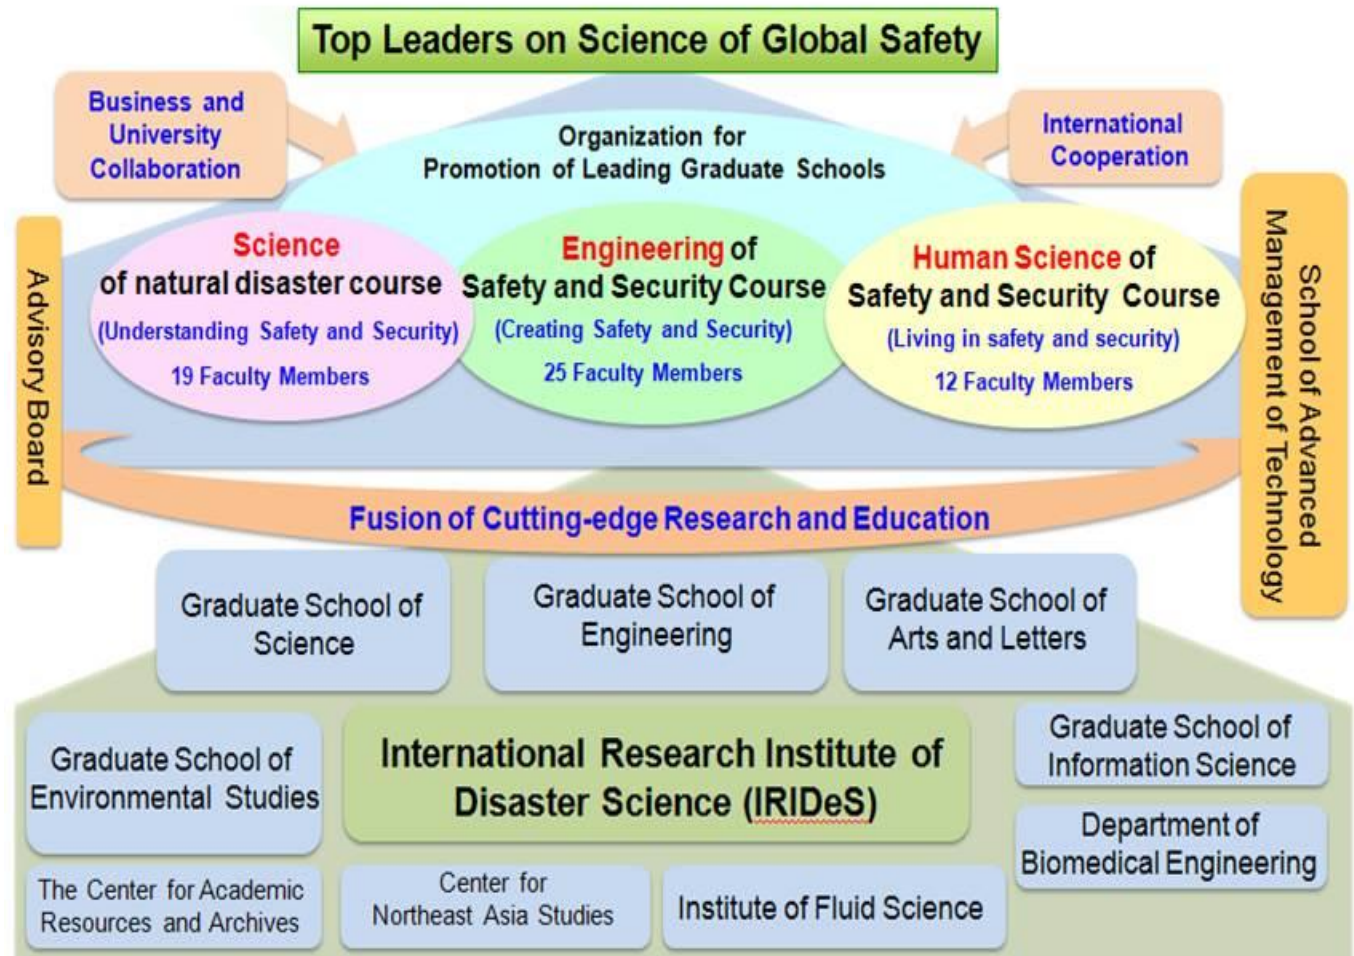 Top Leaders on Science of Global Safety
Business and
University
Collaboration
Organization for
Promotion of Leading Graduate Schools
International
Cooperation
Advisory Board
Science
of natural disaster course
(Understanding Safety and Security)
19 Faculty Members
Engineering of
Safety and Security Course
(Creating Safety and Security)
25 Faculty Members
Human Science of
Safety and Security Course
(Living in safety and security)
12 Faculty Members
School of Advanced
Management of Technology
Fusion of Cutting-edge Research and Education
Graduate School of
Science
Graduate School of
Engineering
Graduate School of
Arts and Letters
Graduate School of
Environmental Studies
International Research Institute of
Disaster Science (IRIDeS)
Graduate School of
Information Science
Department of
Biomedical Engineering
The Center for Academic
Resources and Archives
Center for
Northeast Asia Studies
Institute of Fluid Science